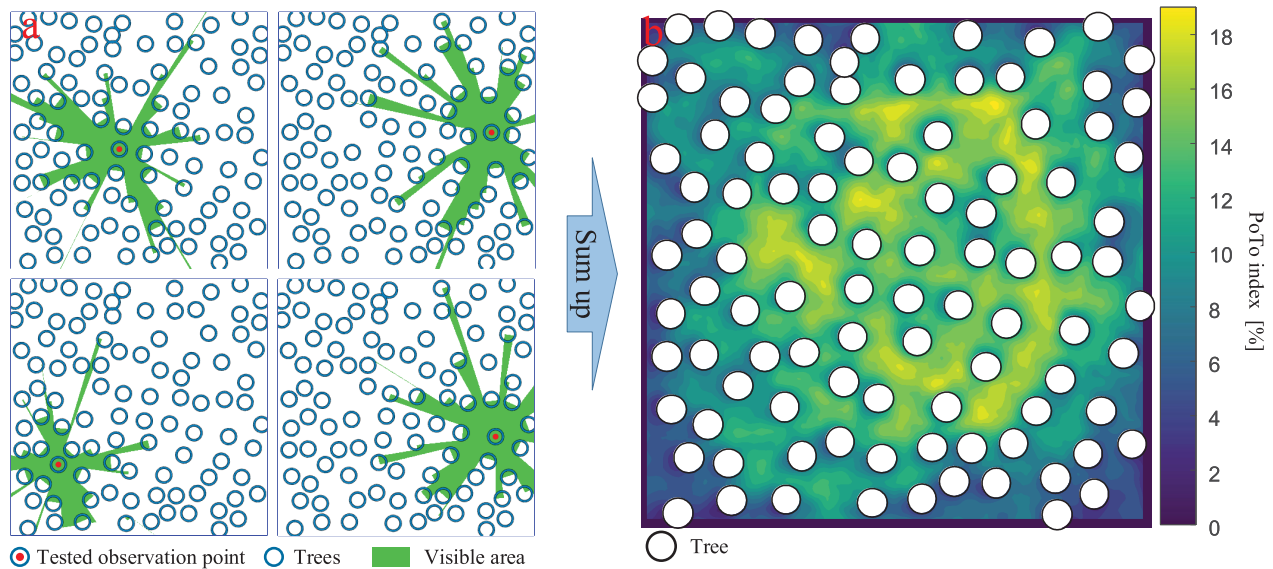 a
b
Sum up
18
16
14
12
10
8
6
4
2
0
PoTo index [%]
Tested observation point
Trees
Visible area
Tree